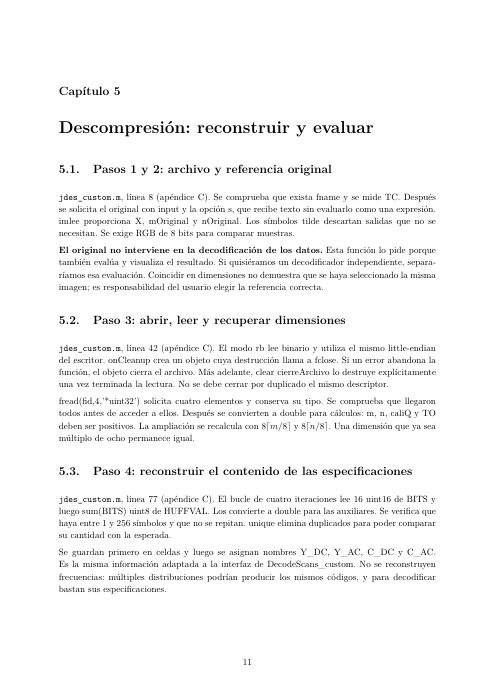 Capítulo 5
Descompresión: reconstruir y evaluar
5.1. Pasos 1 y 2: archivo y referencia original
jdes_custom.m, línea 8 (apéndice C). Se comprueba que exista fname y se mide TC. Después
se solicita el original con input y la opción s, que recibe texto sin evaluarlo como una expresión.
imlee proporciona X, mOriginal y nOriginal. Los símbolos tilde descartan salidas que no se
necesitan. Se exige RGB de 8 bits para comparar muestras.
El original no interviene en la decodificación de los datos. Esta función lo pide porque
también evalúa y visualiza el resultado. Si quisiéramos un decodificador independiente, separa-
ríamos esa evaluación. Coincidir en dimensiones no demuestra que se haya seleccionado la misma
imagen; es responsabilidad del usuario elegir la referencia correcta.
5.2. Paso 3: abrir, leer y recuperar dimensiones
jdes_custom.m, línea 42 (apéndice C). El modo rb lee binario y utiliza el mismo little-endian
del escritor. onCleanup crea un objeto cuya destrucción llama a fclose. Si un error abandona la
función, el objeto cierra el archivo. Más adelante, clear cierreArchivo lo destruye explícitamente
una vez terminada la lectura. No se debe cerrar por duplicado el mismo descriptor.
fread(fid,4,'*uint32') solicita cuatro elementos y conserva su tipo. Se comprueba que llegaron
todos antes de acceder a ellos. Después se convierten a double para cálculos: m, n, caliQ y TO
deben ser positivos. La ampliación se recalcula con 8⌈m/8⌉ y 8⌈n/8⌉. Una dimensión que ya sea
múltiplo de ocho permanece igual.
5.3. Paso 4: reconstruir el contenido de las especificaciones
jdes_custom.m, línea 77 (apéndice C). El bucle de cuatro iteraciones lee 16 uint16 de BITS y
luego sum(BITS) uint8 de HUFFVAL. Los convierte a double para las auxiliares. Se verifica que
haya entre 1 y 256 símbolos y que no se repitan. unique elimina duplicados para poder comparar
su cantidad con la esperada.
Se guardan primero en celdas y luego se asignan nombres Y_DC, Y_AC, C_DC y C_AC.
Es la misma información adaptada a la interfaz de DecodeScans_custom. No se reconstruyen
frecuencias: múltiples distribuciones podrían producir los mismos códigos, y para decodificar
bastan sus especificaciones.
11